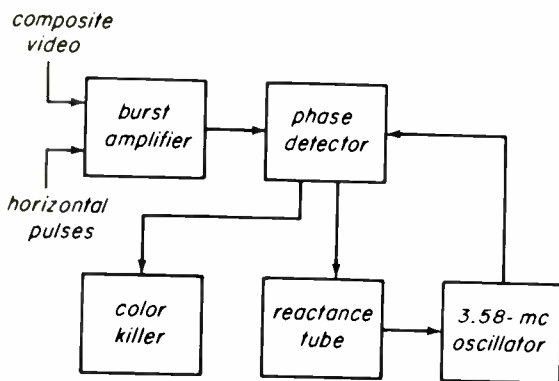 composite
video
burst
amplifier
phase
detector
horizontal
pulses
color
killer
reactance
tube
3.58-mc
oscillator